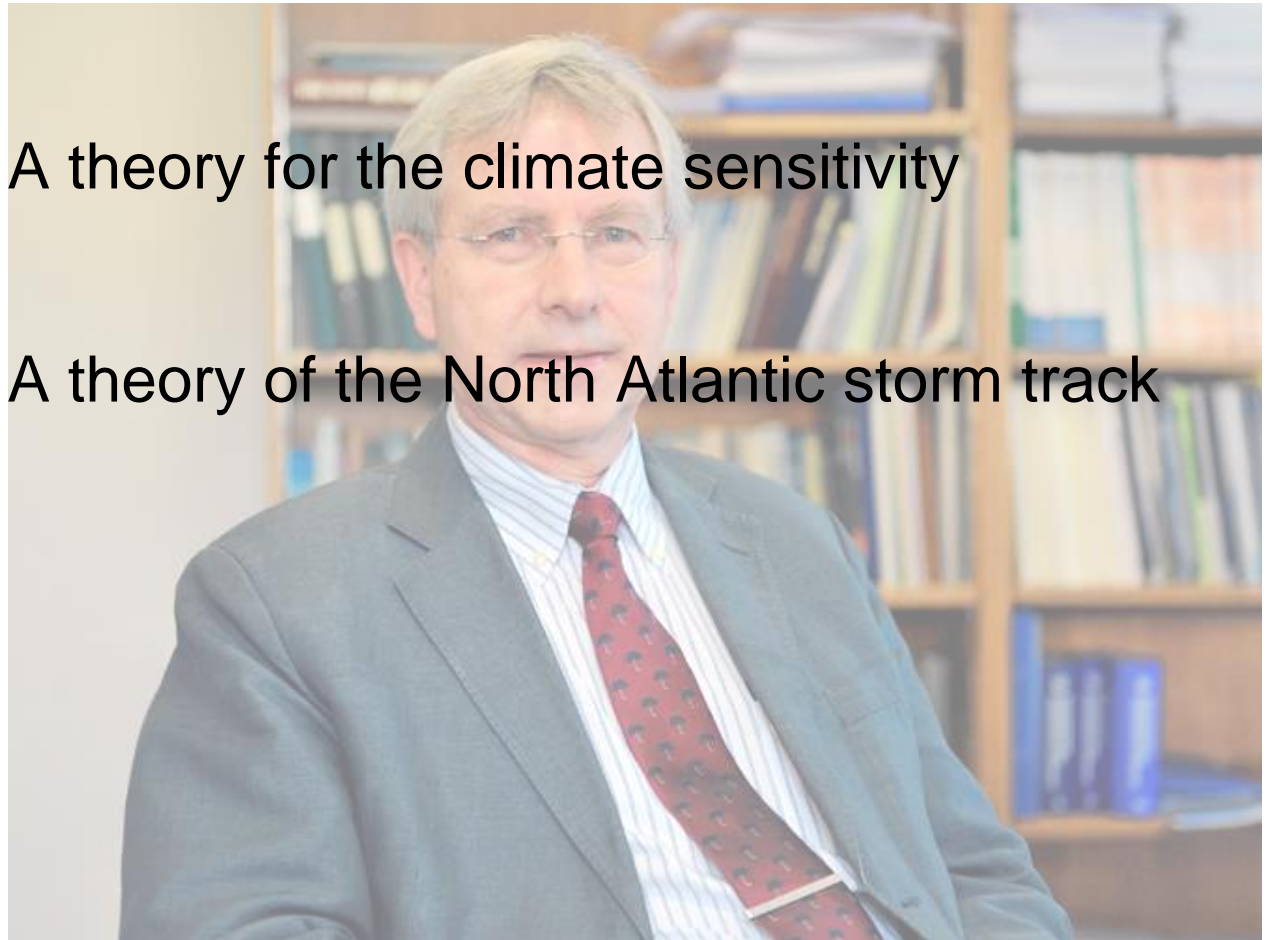 A theory for the climate sensitivity
A theory of the North Atlantic storm track